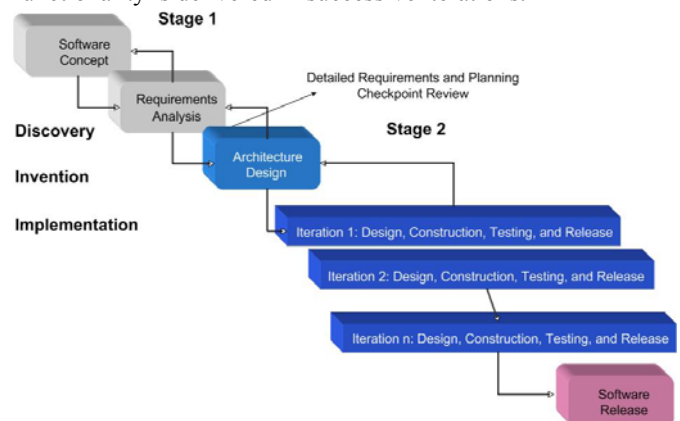 Stage 1
Software
Concept
Requirements
Analysis
Detailed Requirements and Planning
Checkpoint Review
Discovery
Stage 2
Architecture
Design
Invention
Implementation
Iteration 1: Design, Construction, Testing, and Release
Iteration 2: Design, Construction, Testing, and Release
Iteration n: Design, Construction, Testing, and Release
Software
Release